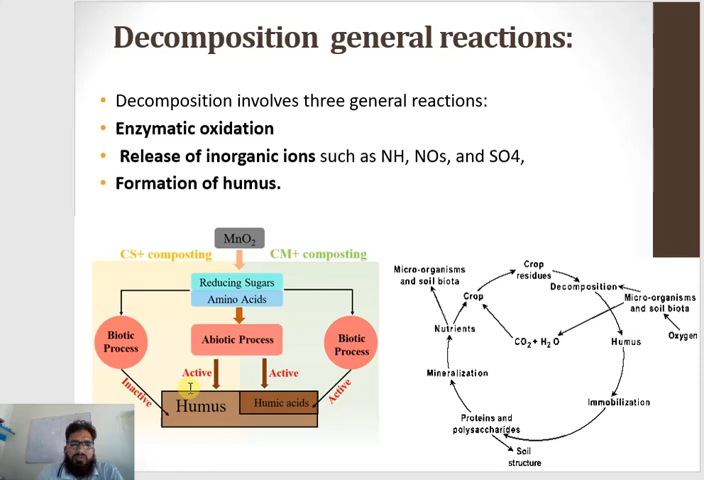 Decomposition general reactions:
Decomposition involves three general reactions:
Enzymatic oxidation
Release of inorganic ions such as NH, NOs, and SO4,
Formation of humus.
MnO2
CS+ composting
CM+ composting
Reducing Sugars
Amino Acids
Biotic
Process
Abiotic Process
Biotic
Process
Active
Active
Inactive
Active
Humus
Humic acids
Crop
residues
Micro-organisms
and soil biota
Decomposition
Crop
Micro-organisms
and soil biota
Nutrients
CO2 + H2O
Humus
Oxygen
Mineralization
Immobilization
Proteins and
polysaccharides
Soil
structure